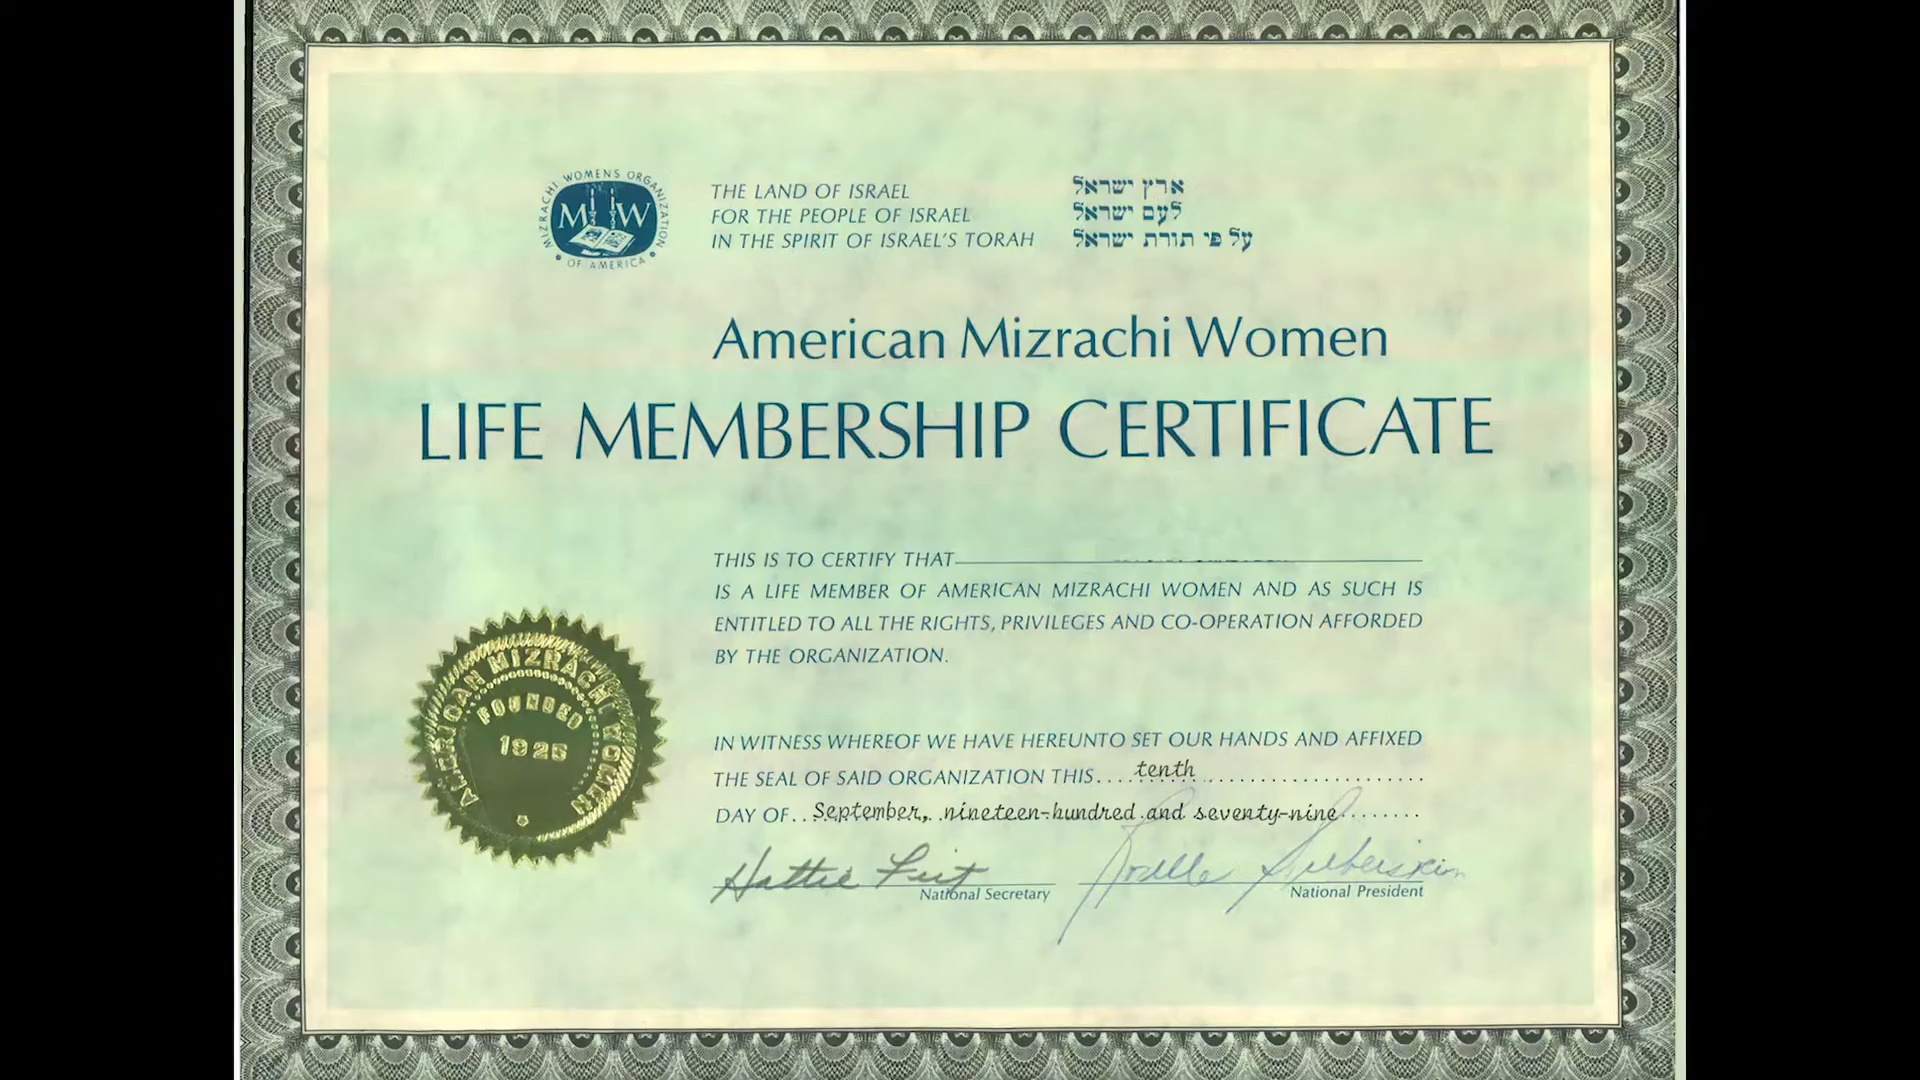 MIZRACHI WOMENS ORGANIZATION
OF AMERICA
M W
THE LAND OF ISRAEL
FOR THE PEOPLE OF ISRAEL
IN THE SPIRIT OF ISRAEL'S TORAH
ארץ ישראל
לעם ישראל
על פי תורת ישראל
American Mizrachi Women
LIFE MEMBERSHIP CERTIFICATE
THIS IS TO CERTIFY THAT
IS A LIFE MEMBER OF AMERICAN MIZRACHI WOMEN AND AS SUCH IS
ENTITLED TO ALL THE RIGHTS, PRIVILEGES AND CO-OPERATION AFFORDED
BY THE ORGANIZATION.
AMERICAN MIZRACHI WOMEN
FOUNDED
1925
IN WITNESS WHEREOF WE HAVE HEREUNTO SET OUR HANDS AND AFFIXED
THE SEAL OF SAID ORGANIZATION THIS....tenth......................
DAY OF..September, nineteen-hundred and seventy-nine........
Hattie
National Secretary
National President